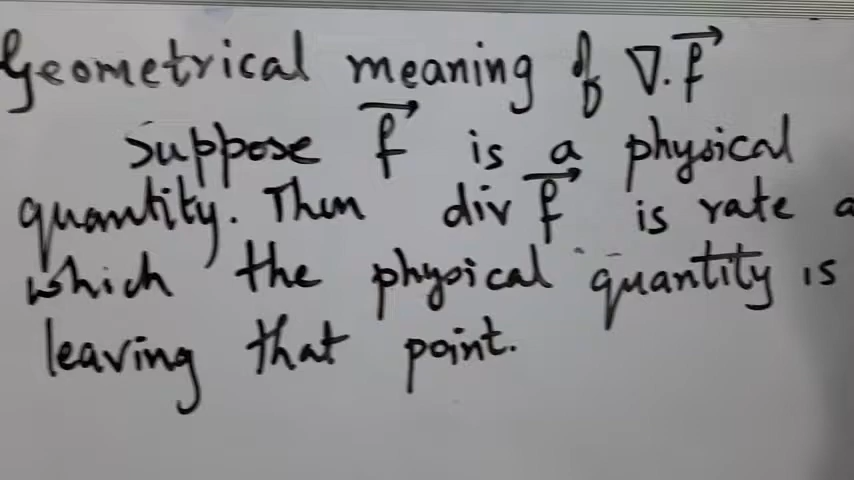 Geometrical meaning of ∇.f⃗
Suppose f⃗ is a physical
quantity. Then div f⃗ is rate a
which the physical quantity is
leaving that point.